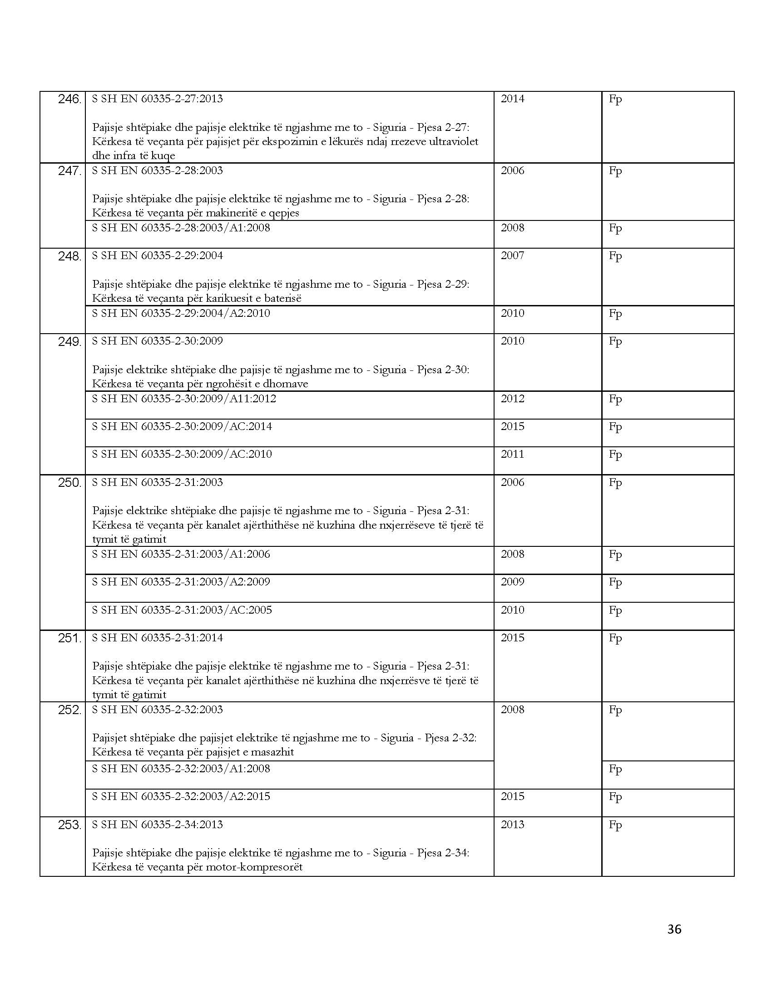 246. S SH EN 60335-2-27:2013 2014 Fp
Pajisje shtëpiake dhe pajisje elektrike të ngjashme me to - Siguria - Pjesa 2-27:
Kërkesa të veçanta për pajisjet për ekspozimin e lëkurës ndaj rrezeve ultraviolet
dhe infra të kuqe
247. S SH EN 60335-2-28:2003 2006 Fp
Pajisje shtëpiake dhe pajisje elektrike të ngjashme me to - Siguria - Pjesa 2-28:
Kërkesa të veçanta për makineritë e qepjes
S SH EN 60335-2-28:2003/A1:2008 2008 Fp
248. S SH EN 60335-2-29:2004 2007 Fp
Pajisje shtëpiake dhe pajisje elektrike të ngjashme me to - Siguria - Pjesa 2-29:
Kërkesa të veçanta për karikuesit e baterisë
S SH EN 60335-2-29:2004/A2:2010 2010 Fp
249. S SH EN 60335-2-30:2009 2010 Fp
Pajisje elektrike shtëpiake dhe pajisje të ngjashme me to - Siguria - Pjesa 2-30:
Kërkesa të veçanta për ngrohësit e dhomave
S SH EN 60335-2-30:2009/A11:2012 2012 Fp
S SH EN 60335-2-30:2009/AC:2014 2015 Fp
S SH EN 60335-2-30:2009/AC:2010 2011 Fp
250. S SH EN 60335-2-31:2003 2006 Fp
Pajisje elektrike shtëpiake dhe pajisje të ngjashme me to - Siguria - Pjesa 2-31:
Kërkesa të veçanta për kanalet ajërthithëse në kuzhina dhe nxjerrëseve të tjerë të
tymit të gatimit
S SH EN 60335-2-31:2003/A1:2006 2008 Fp
S SH EN 60335-2-31:2003/A2:2009 2009 Fp
S SH EN 60335-2-31:2003/AC:2005 2010 Fp
251. S SH EN 60335-2-31:2014 2015 Fp
Pajisje shtëpiake dhe pajisje elektrike të ngjashme me to - Siguria - Pjesa 2-31:
Kërkesa të veçanta për kanalet ajërthithëse në kuzhina dhe nxjerrësve të tjerë të
tymit të gatimit
252. S SH EN 60335-2-32:2003 2008 Fp
Pajisjet shtëpiake dhe pajisjet elektrike të ngjashme me to - Siguria - Pjesa 2-32:
Kërkesa të veçanta për pajisjet e masazhit
S SH EN 60335-2-32:2003/A1:2008 Fp
S SH EN 60335-2-32:2003/A2:2015 2015 Fp
253. S SH EN 60335-2-34:2013 2013 Fp
Pajisje shtëpiake dhe pajisje elektrike të ngjashme me to - Siguria - Pjesa 2-34:
Kërkesa të veçanta për motor-kompresorët
36